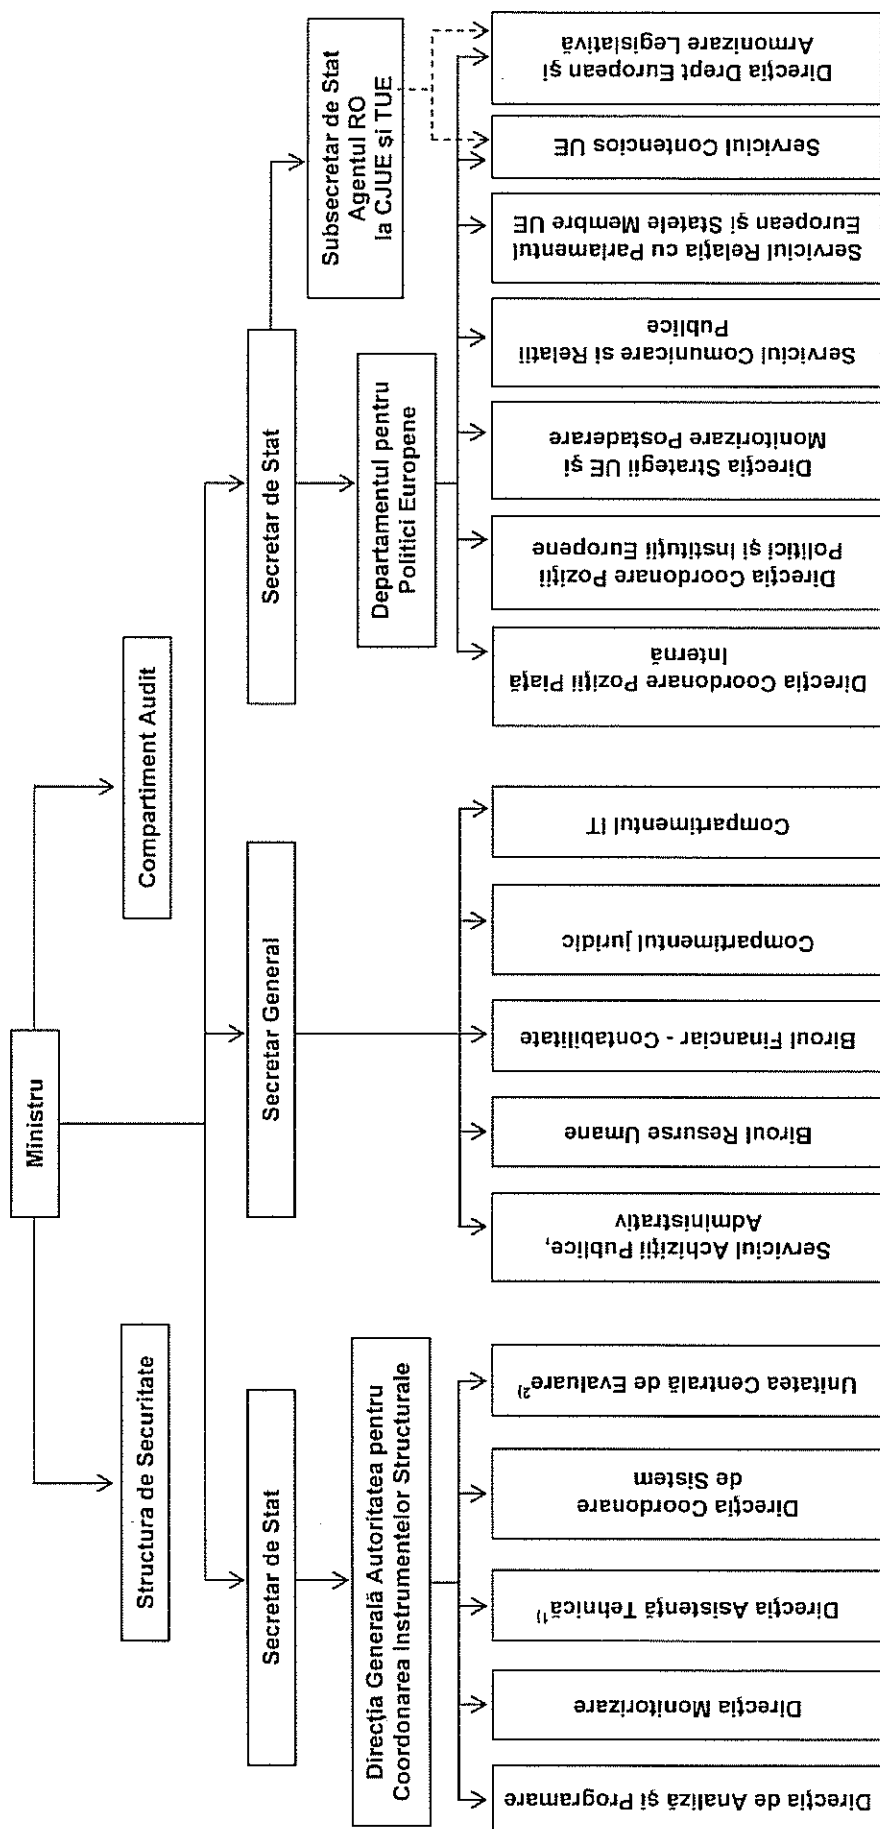 Ministru
Structura de Securitate
Compartiment Audit
Secretar de Stat
Secretar General
Secretar de Stat
Subsecretar de Stat
Agentul RO
la CJUE și TUE
Direcția Generală Autoritatea pentru
Coordonarea Instrumentelor Structurale
Departamentul pentru
Politici Europene
Direcția de Analiză și Programare
Direcția Monitorizare
Direcția Asistență Tehnică¹⁾
Direcția Coordonare
de Sistem
Unitatea Centrală de Evaluare²⁾
Serviciul Achiziții Publice,
Administrativ
Biroul Resurse Umane
Biroul Financiar - Contabilitate
Compartimentul juridic
Compartimentul IT
Direcția Coordonare Poziții Piață
Internă
Direcția Coordonare Poziții
Politici și Instituții Europene
Direcția Strategii UE și
Monitorizare Postaderare
Serviciul Comunicare si Relatii
Publice
Serviciul Relația cu Parlamentul
European și Statele Membre UE
Serviciul Contencios UE
Direcția Drept European și
Armonizare Legislativă